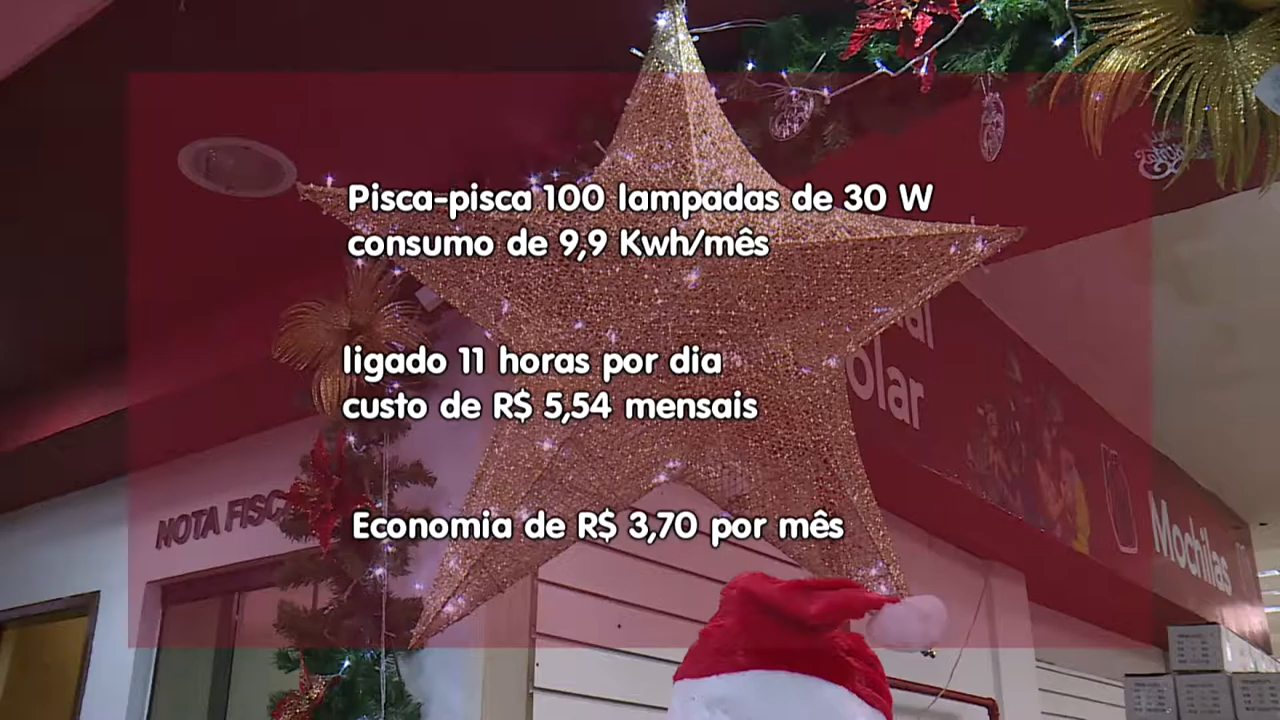 Pisca-pisca 100 lampadas de 30 W
consumo de 9,9 Kwh/mês
ligado 11 horas por dia
custo de R$ 5,54 mensais
Economia de R$ 3,70 por mês
NOTA FISC
al
olar
Mochilas